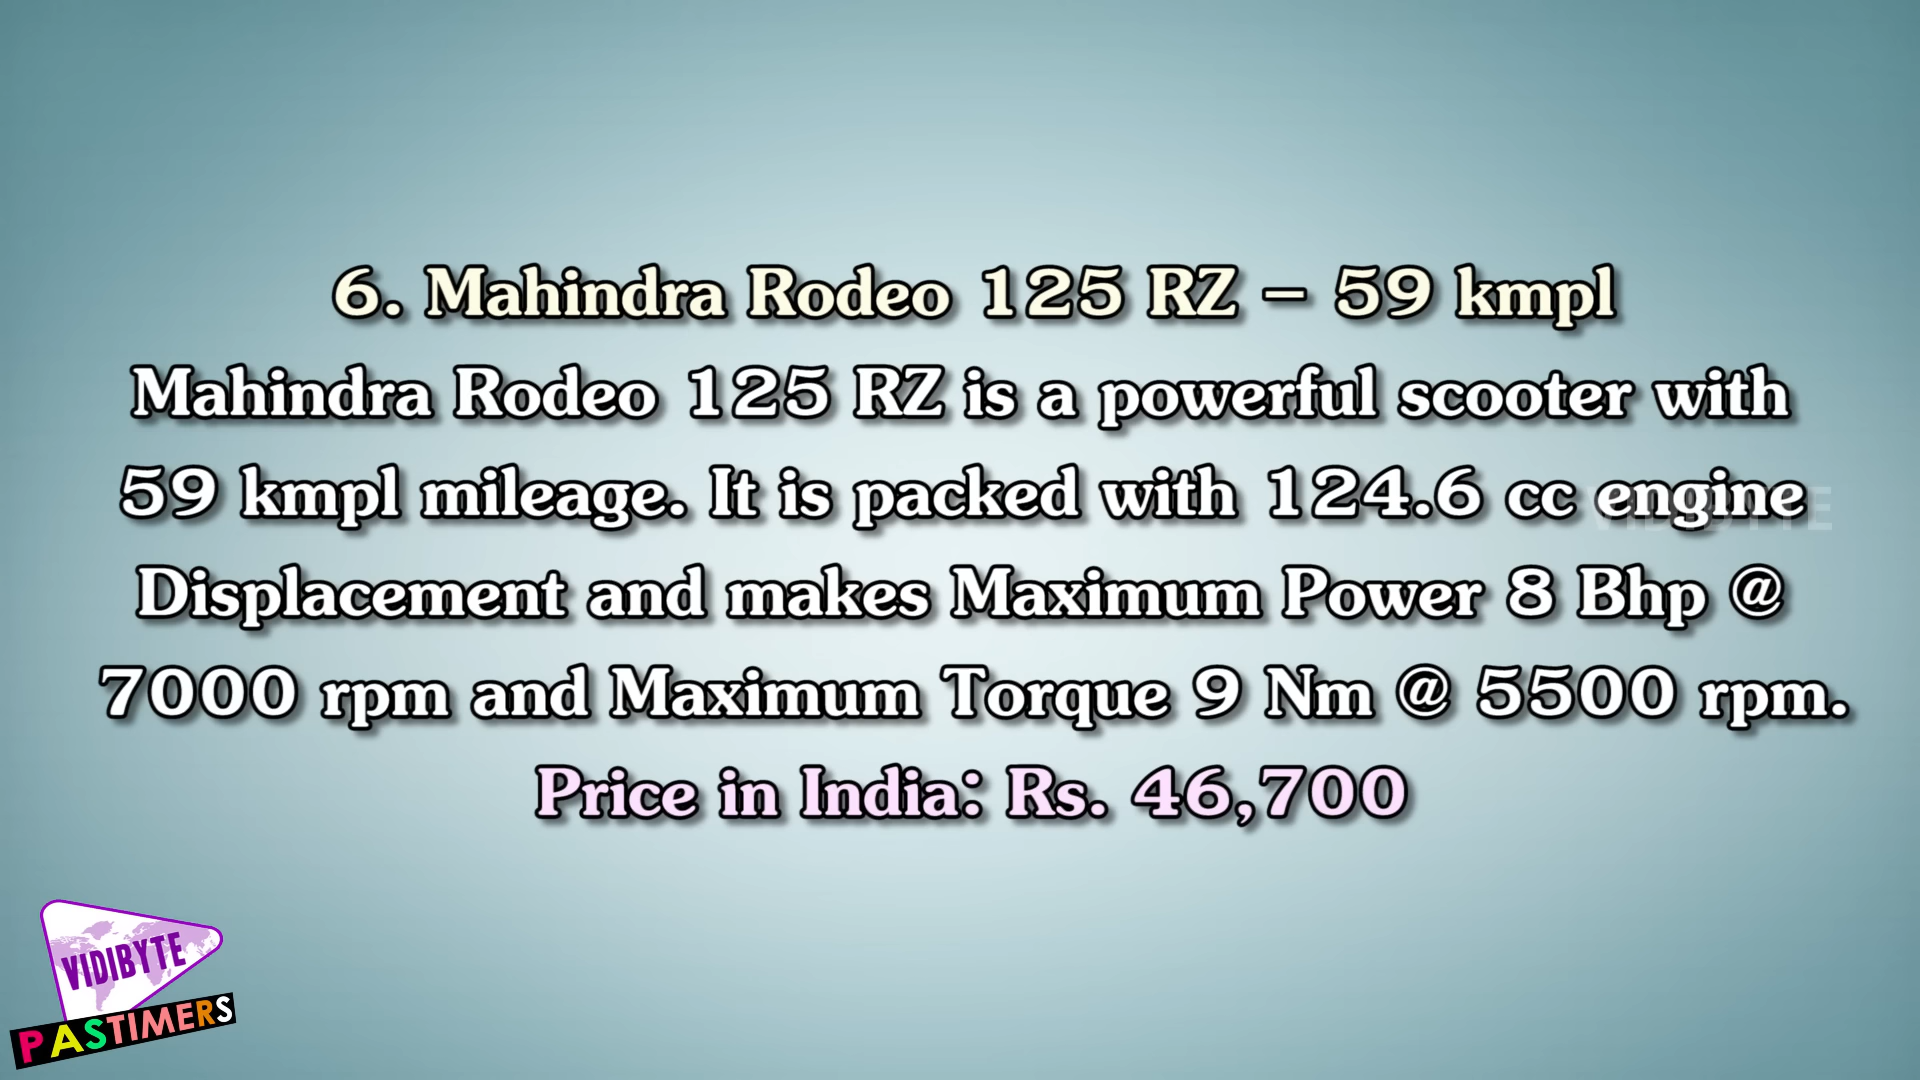 6. Mahindra Rodeo 125 RZ – 59 kmpl
Mahindra Rodeo 125 RZ is a powerful scooter with
59 kmpl mileage. It is packed with 124.6 cc engine
Displacement and makes Maximum Power 8 Bhp @
7000 rpm and Maximum Torque 9 Nm @ 5500 rpm.
Price in India: Rs. 46,700
VIDIBYTE
VIDIBYTE
PASTIMERS